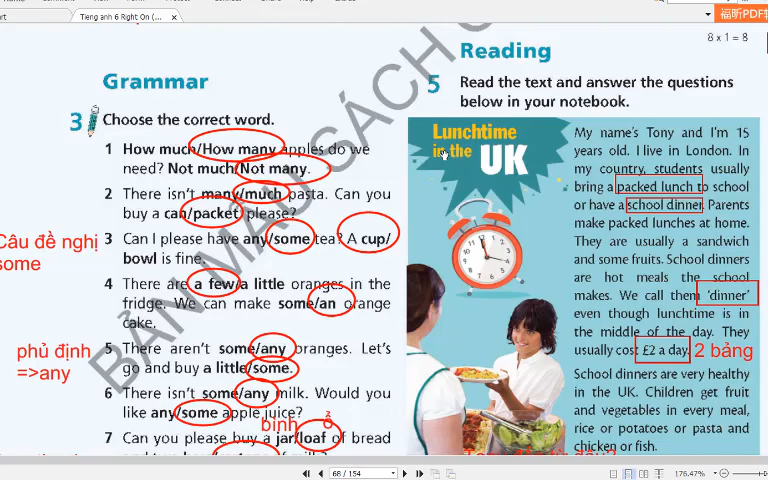 Tieng anh 6 Right On (...
8 x 1 = 8
Grammar
3 Choose the correct word.
1 How much/How many apples do we
need? Not much/Not many.
2 There isn't many/much pasta. Can you
buy a can/packet please?
3 Can I please have any/some tea? A cup/
bowl is fine.
4 There are a few/a little oranges in the
fridge. We can make some/an orange
cake.
5 There aren't some/any oranges. Let's
go and buy a little/some.
6 There isn't some/any milk. Would you
like any/some apple juice?
7 Can you please buy a jar/loaf of bread
Câu đề nghị
some
phủ định
=>any
bình ổ
BẢN MẪU SÁCH
Reading
5 Read the text and answer the questions
below in your notebook.
Lunchtime
in the UK
My name's Tony and I'm 15
years old. I live in London. In
my country, students usually
bring a packed lunch to school
or have a school dinner. Parents
make packed lunches at home.
They are usually a sandwich
and some fruits. School dinners
are hot meals the school
makes. We call them 'dinner'
even though lunchtime is in
the middle of the day. They
usually cost £2 a day. 2 bảng
School dinners are very healthy
in the UK. Children get fruit
and vegetables in every meal,
rice or potatoes or pasta and
chicken or fish.
68 / 154
176.47%
福昕PDF